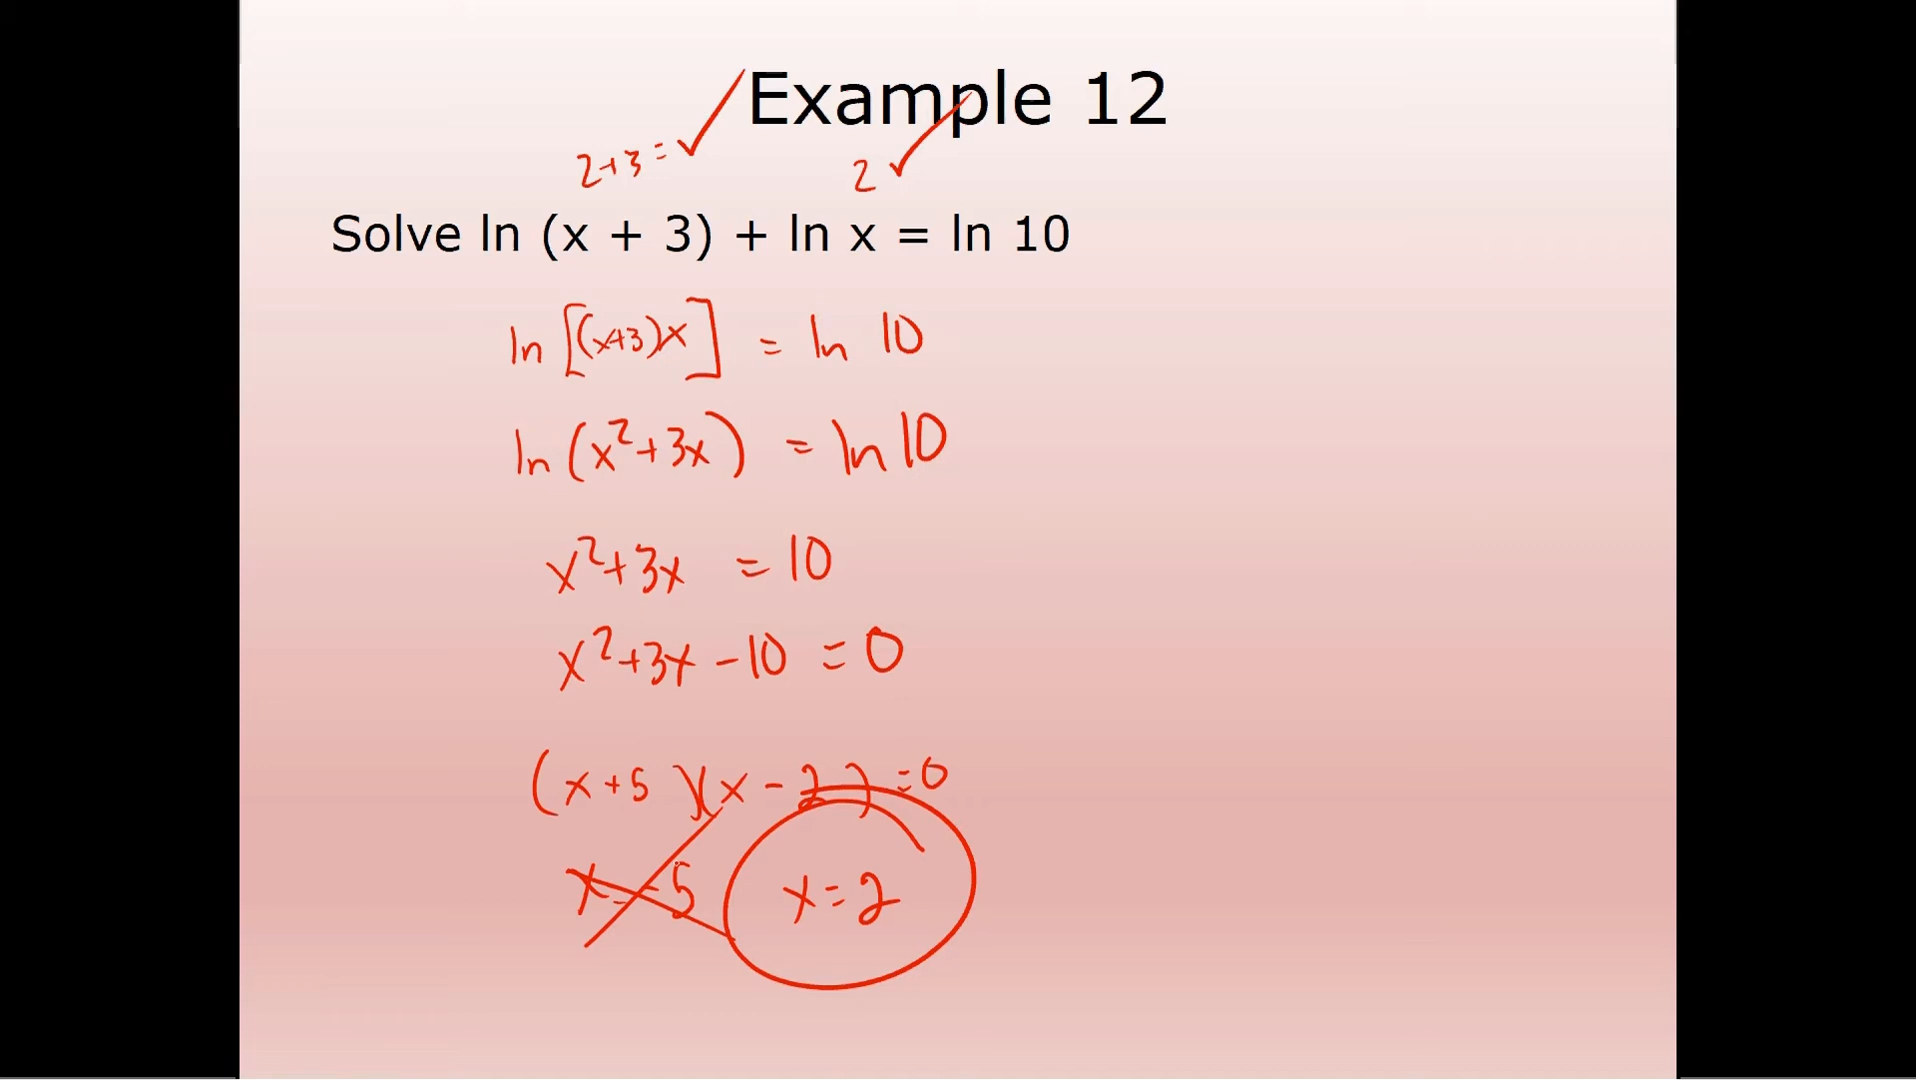 Example 12
2+3= ✓ 2 ✓
Solve ln (x + 3) + ln x = ln 10
ln [(x+3)x] = ln 10
ln (x²+3x) = ln 10
x²+3x = 10
x²+3x - 10 = 0
(x+5)(x-2) = 0
x=-5 x=2